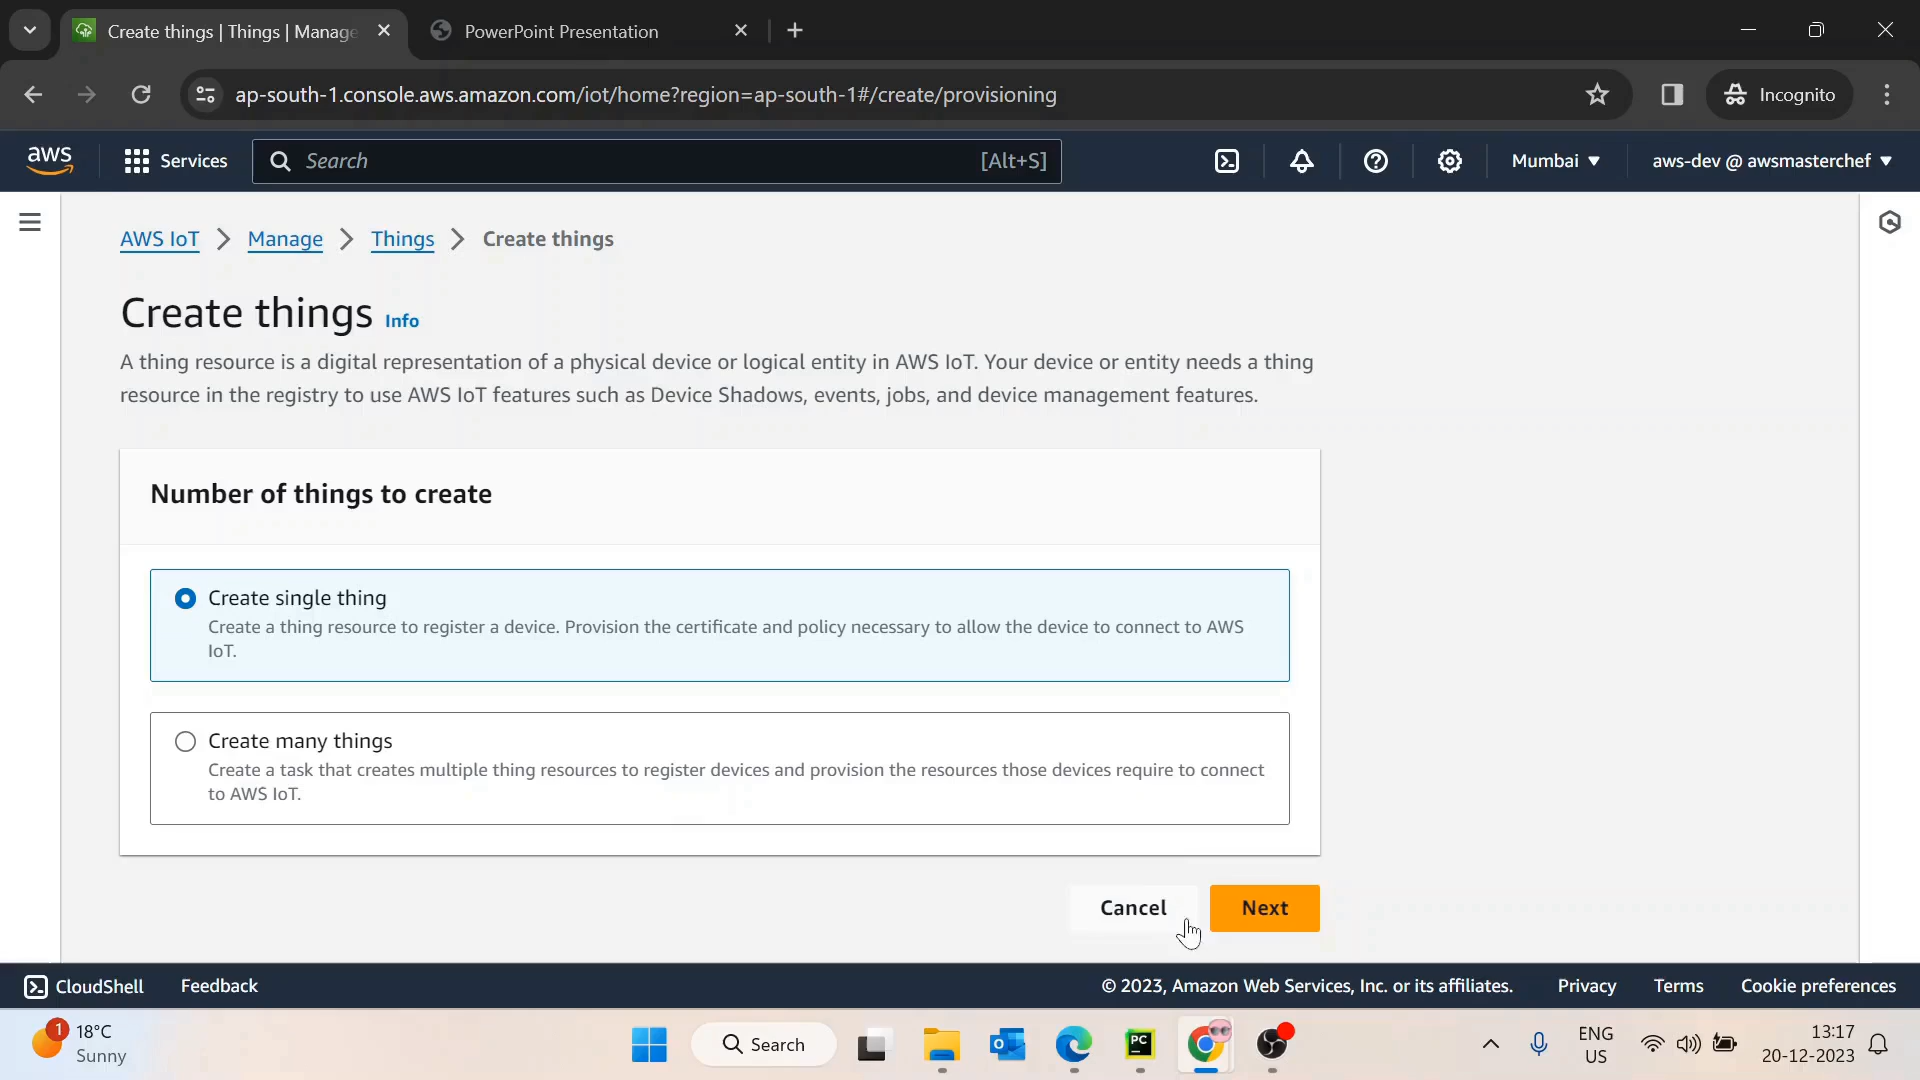 Create things | Things | Manage
PowerPoint Presentation
ap-south-1.console.aws.amazon.com/iot/home?region=ap-south-1#/create/provisioning
Incognito
aws
Services
Search
[Alt+S]
Mumbai
aws-dev @ awsmasterchef
AWS IoT
Manage
Things
Create things
Create things Info
A thing resource is a digital representation of a physical device or logical entity in AWS IoT. Your device or entity needs a thing
resource in the registry to use AWS IoT features such as Device Shadows, events, jobs, and device management features.
Number of things to create
Create single thing
Create a thing resource to register a device. Provision the certificate and policy necessary to allow the device to connect to AWS
IoT.
Create many things
Create a task that creates multiple thing resources to register devices and provision the resources those devices require to connect
to AWS IoT.
Cancel
Next
CloudShell
Feedback
© 2023, Amazon Web Services, Inc. or its affiliates.
Privacy
Terms
Cookie preferences
1
18°C
Sunny
Search
PC
ENG
US
13:17
20-12-2023